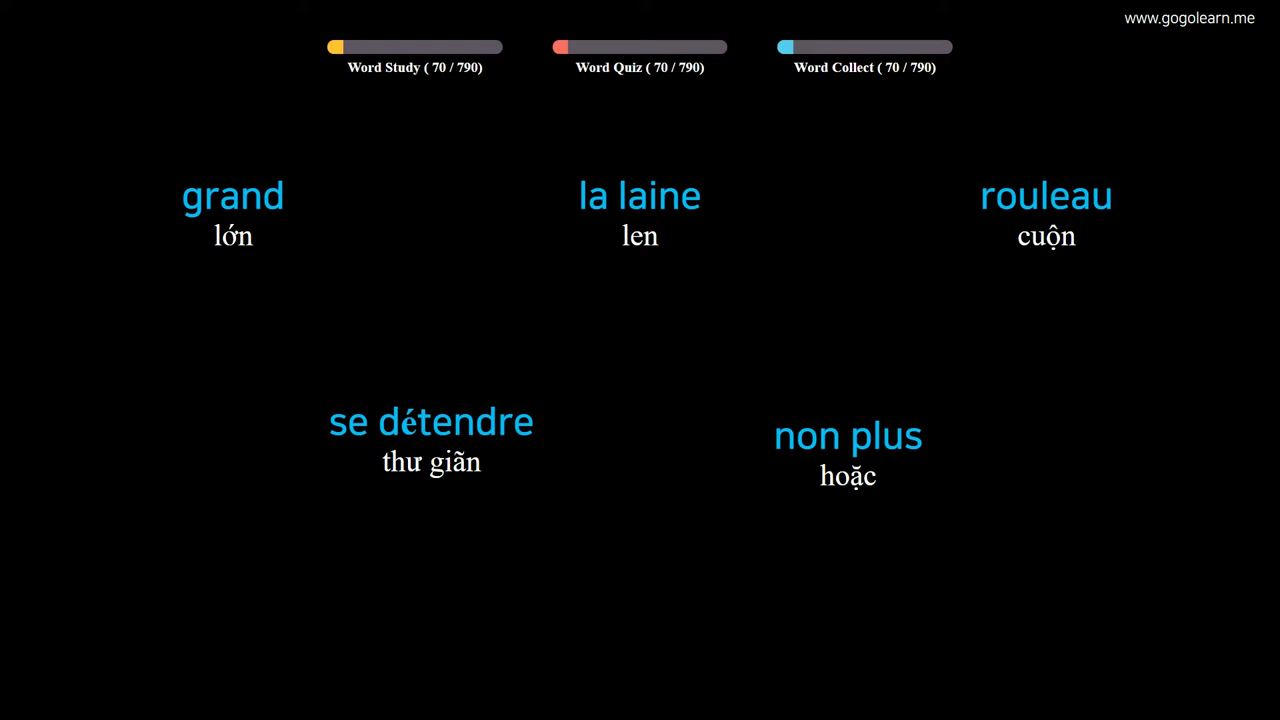 www.gogolearn.me
Word Study ( 70 / 790)
Word Quiz ( 70 / 790)
Word Collect ( 70 / 790)
grand
lớn
la laine
len
rouleau
cuộn
se détendre
thư giãn
non plus
hoặc